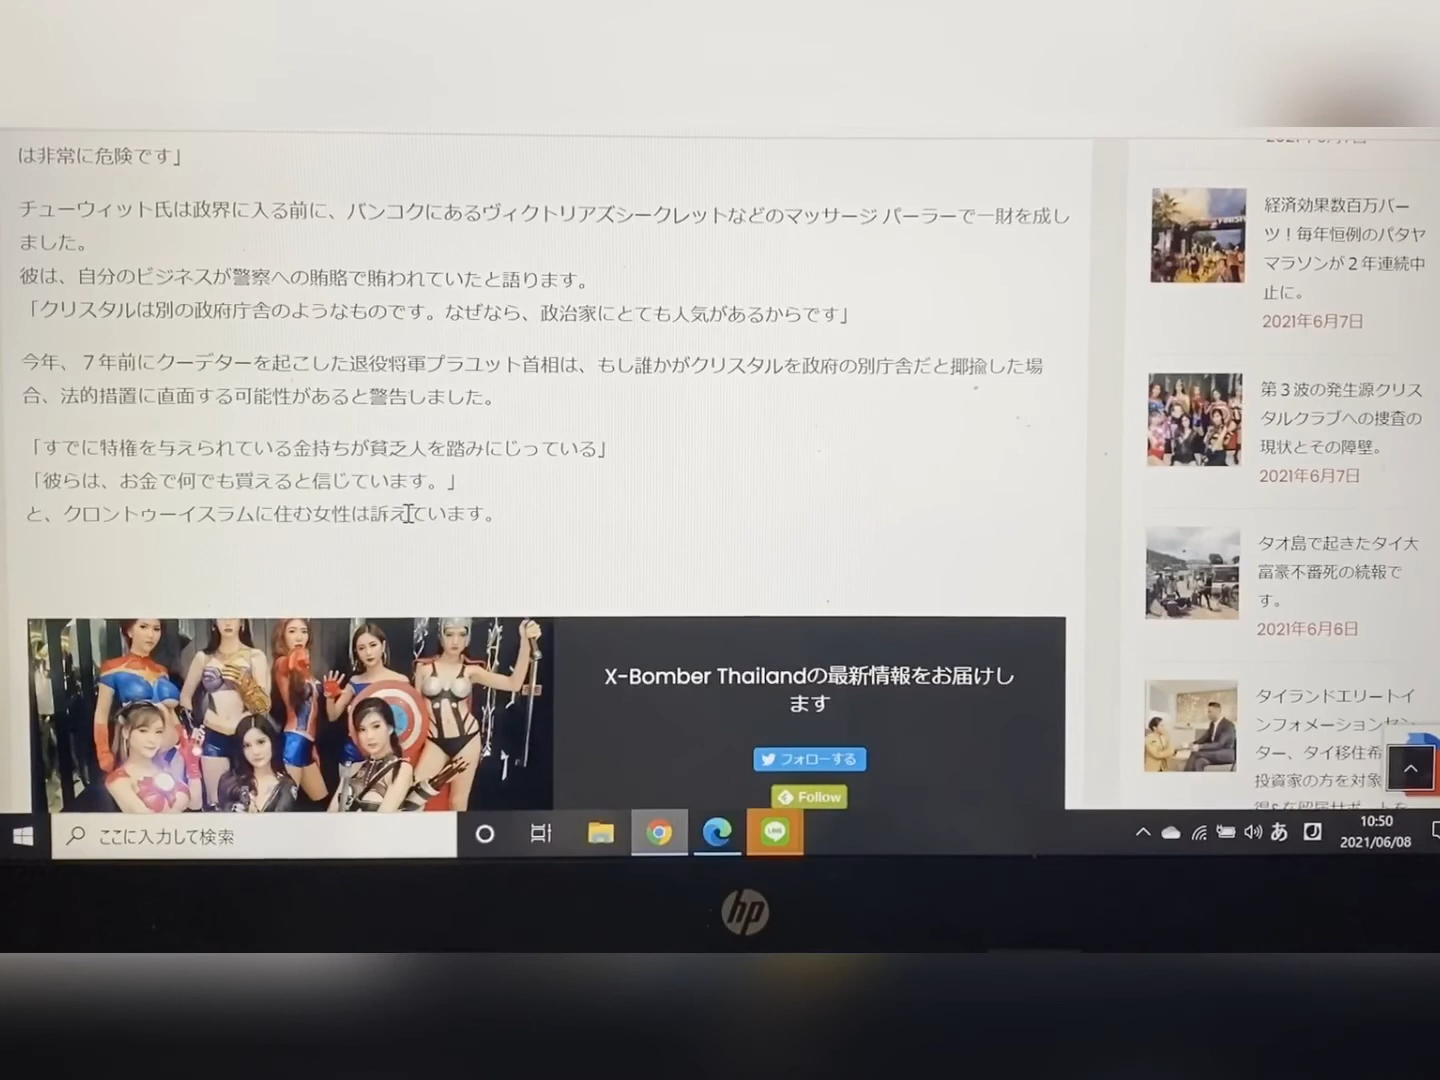 は非常に危険です」
チューウィット氏は政界に入る前に、バンコクにあるヴィクトリアズシークレットなどのマッサージ パーラーで一財を成し
ました。
彼は、自分のビジネスが警察への賄賂で賄われていたと語ります。
「クリスタルは別の政府庁舎のようなものです。なぜなら、政治家にとても人気があるからです」
今年、７年前にクーデターを起こした退役将軍プラユット首相は、もし誰かがクリスタルを政府の別庁舎だと揶揄した場
合、法的措置に直面する可能性があると警告しました。
「すでに特権を与えられている金持ちが貧乏人を踏みにじっている」
「彼らは、お金で何でも買えると信じています。」
と、クロントゥーイスラムに住む女性は訴えています。
X-Bomber Thailandの最新情報をお届けし
ます
フォローする
Follow
経済効果数百万バー
ツ！毎年恒例のパタヤ
マラソンが２年連続中
止に。
2021年6月7日
第３波の発生源クリス
タルクラブへの捜査の
現状とその障壁。
2021年6月7日
タオ島で起きたタイ大
富豪不審死の続報で
す。
2021年6月6日
タイランドエリートイ
ンフォメーションセン
ター、タイ移住希
投資家の方を対象
ここに入力して検索
LINE
あ
10:50
2021/06/08
hp